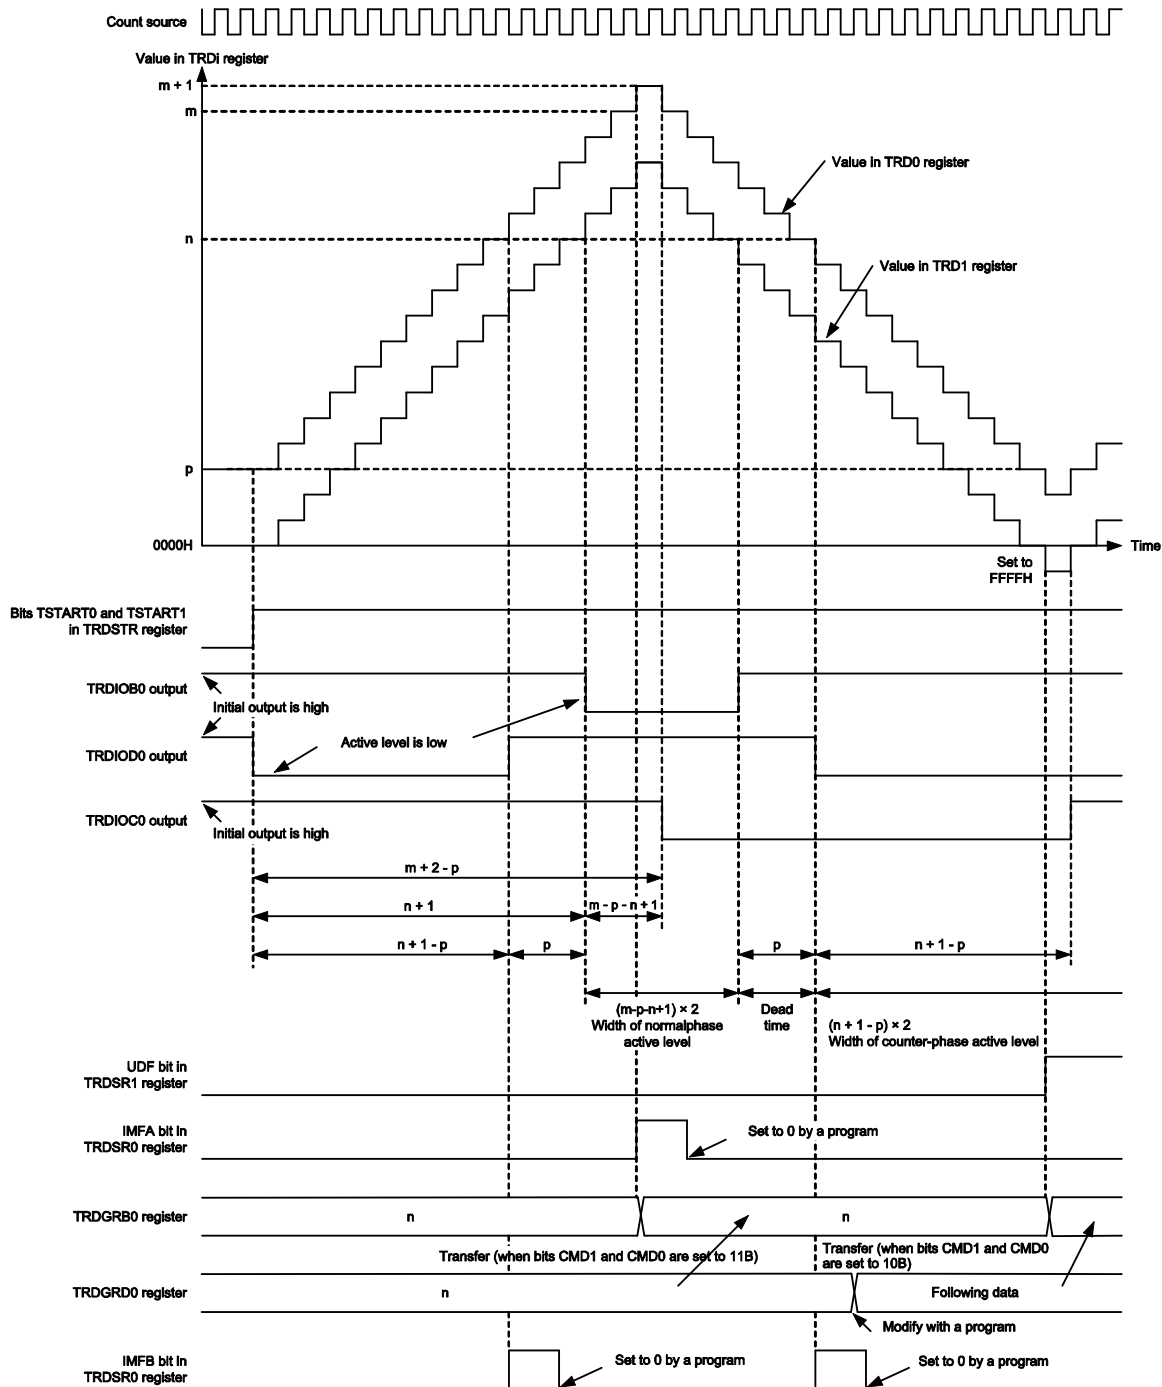 Count source
Value in TRDi register
m + 1
m
Value in TRD0 register
n
Value in TRD1 register
p
0000H
Time
Set to
FFFFH
Bits TSTART0 and TSTART1
in TRDSTR register
TRDIOB0 output
Initial output is high
Active level is low
TRDIOD0 output
TRDIOC0 output
Initial output is high
m + 2 - p
n + 1
m - p - n + 1
n + 1 - p
p
p
n + 1 - p
(m-p-n+1) × 2
Width of normalphase
active level
Dead
time
(n + 1 - p) × 2
Width of counter-phase active level
UDF bit in
TRDSR1 register
IMFA bit in
TRDSR0 register
Set to 0 by a program
TRDGRB0 register
n
n
Transfer (when bits CMD1 and CMD0 are set to 11B)
Transfer (when bits CMD1 and CMD0
are set to 10B)
TRDGRD0 register
n
Following data
Modify with a program
IMFB bit in
TRDSR0 register
Set to 0 by a program
Set to 0 by a program